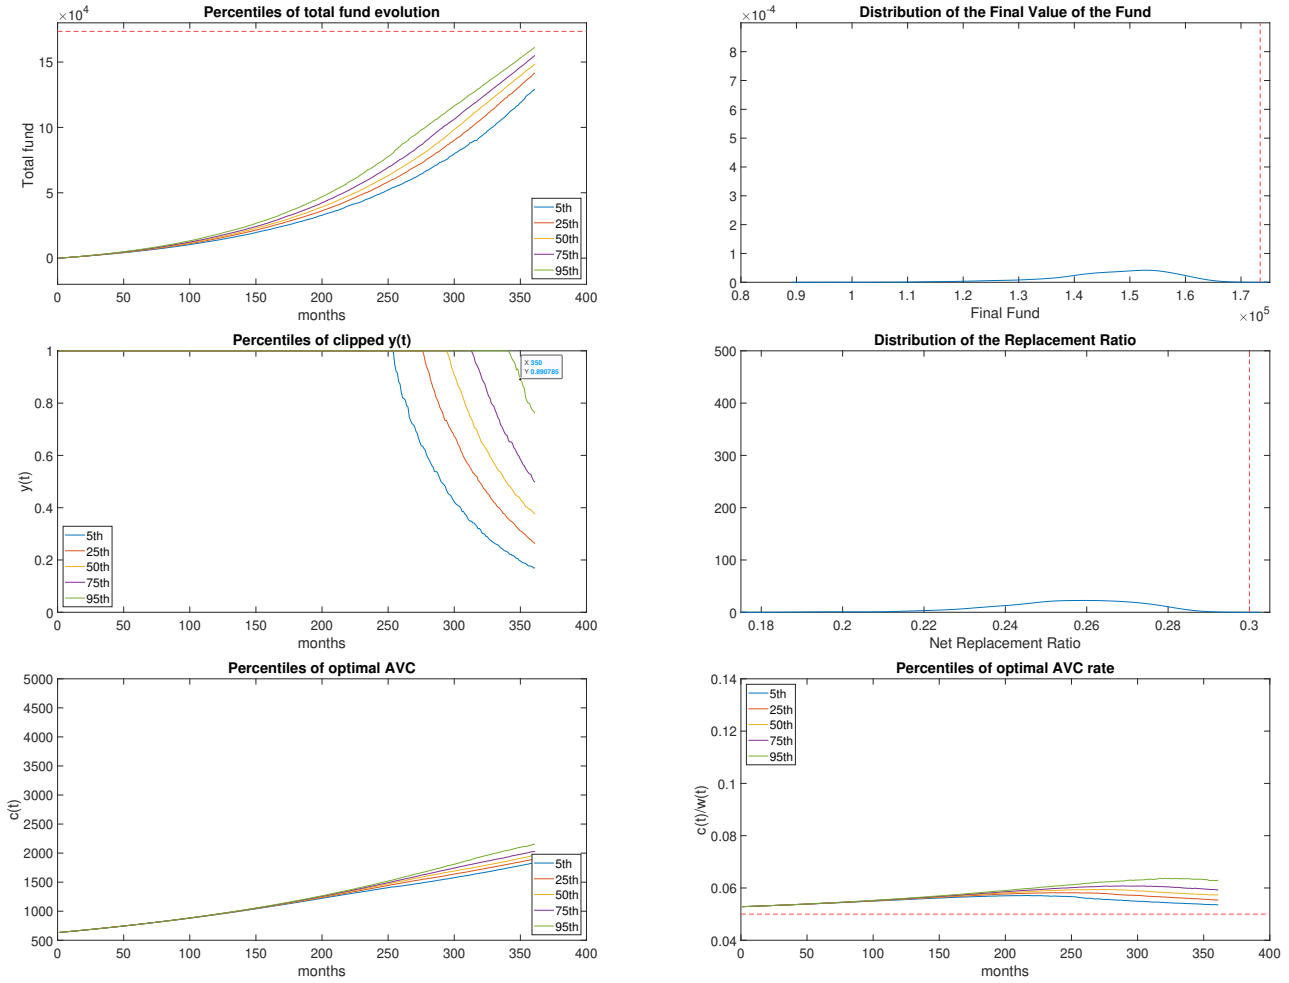 Percentiles of total fund evolution
×10^4
15
10
5
0
Total fund
0 50 100 150 200 250 300 350 400
months
5th
25th
50th
75th
95th
Distribution of the Final Value of the Fund
×10^-4
8
7
6
5
4
3
2
1
0
0.8 0.9 1 1.1 1.2 1.3 1.4 1.5 1.6 1.7
×10^5
Final Fund
Percentiles of clipped y(t)
1
0.8
0.6
0.4
0.2
0
y(t)
X 350
Y 0.890785
5th
25th
50th
75th
95th
0 50 100 150 200 250 300 350 400
months
Distribution of the Replacement Ratio
500
400
300
200
100
0
0.18 0.2 0.22 0.24 0.26 0.28 0.3
Net Replacement Ratio
Percentiles of optimal AVC
5000
4500
4000
3500
3000
2500
2000
1500
1000
500
c(t)
5th
25th
50th
75th
95th
0 50 100 150 200 250 300 350 400
months
Percentiles of optimal AVC rate
0.14
0.12
0.1
0.08
0.06
0.04
c(t)/w(t)
5th
25th
50th
75th
95th
0 50 100 150 200 250 300 350 400
months